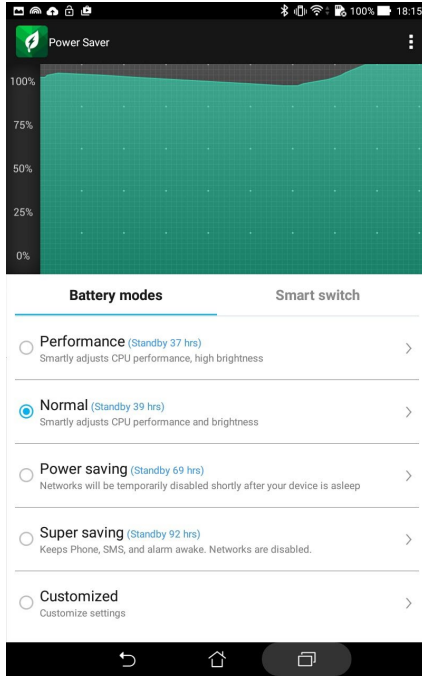 100% 18:15
Power Saver
100%
75%
50%
25%
0%
Battery modes Smart switch
Performance (Standby 37 hrs)
Smartly adjusts CPU performance, high brightness
Normal (Standby 39 hrs)
Smartly adjusts CPU performance and brightness
Power saving (Standby 69 hrs)
Networks will be temporarily disabled shortly after your device is asleep
Super saving (Standby 92 hrs)
Keeps Phone, SMS, and alarm awake. Networks are disabled.
Customized
Customize settings